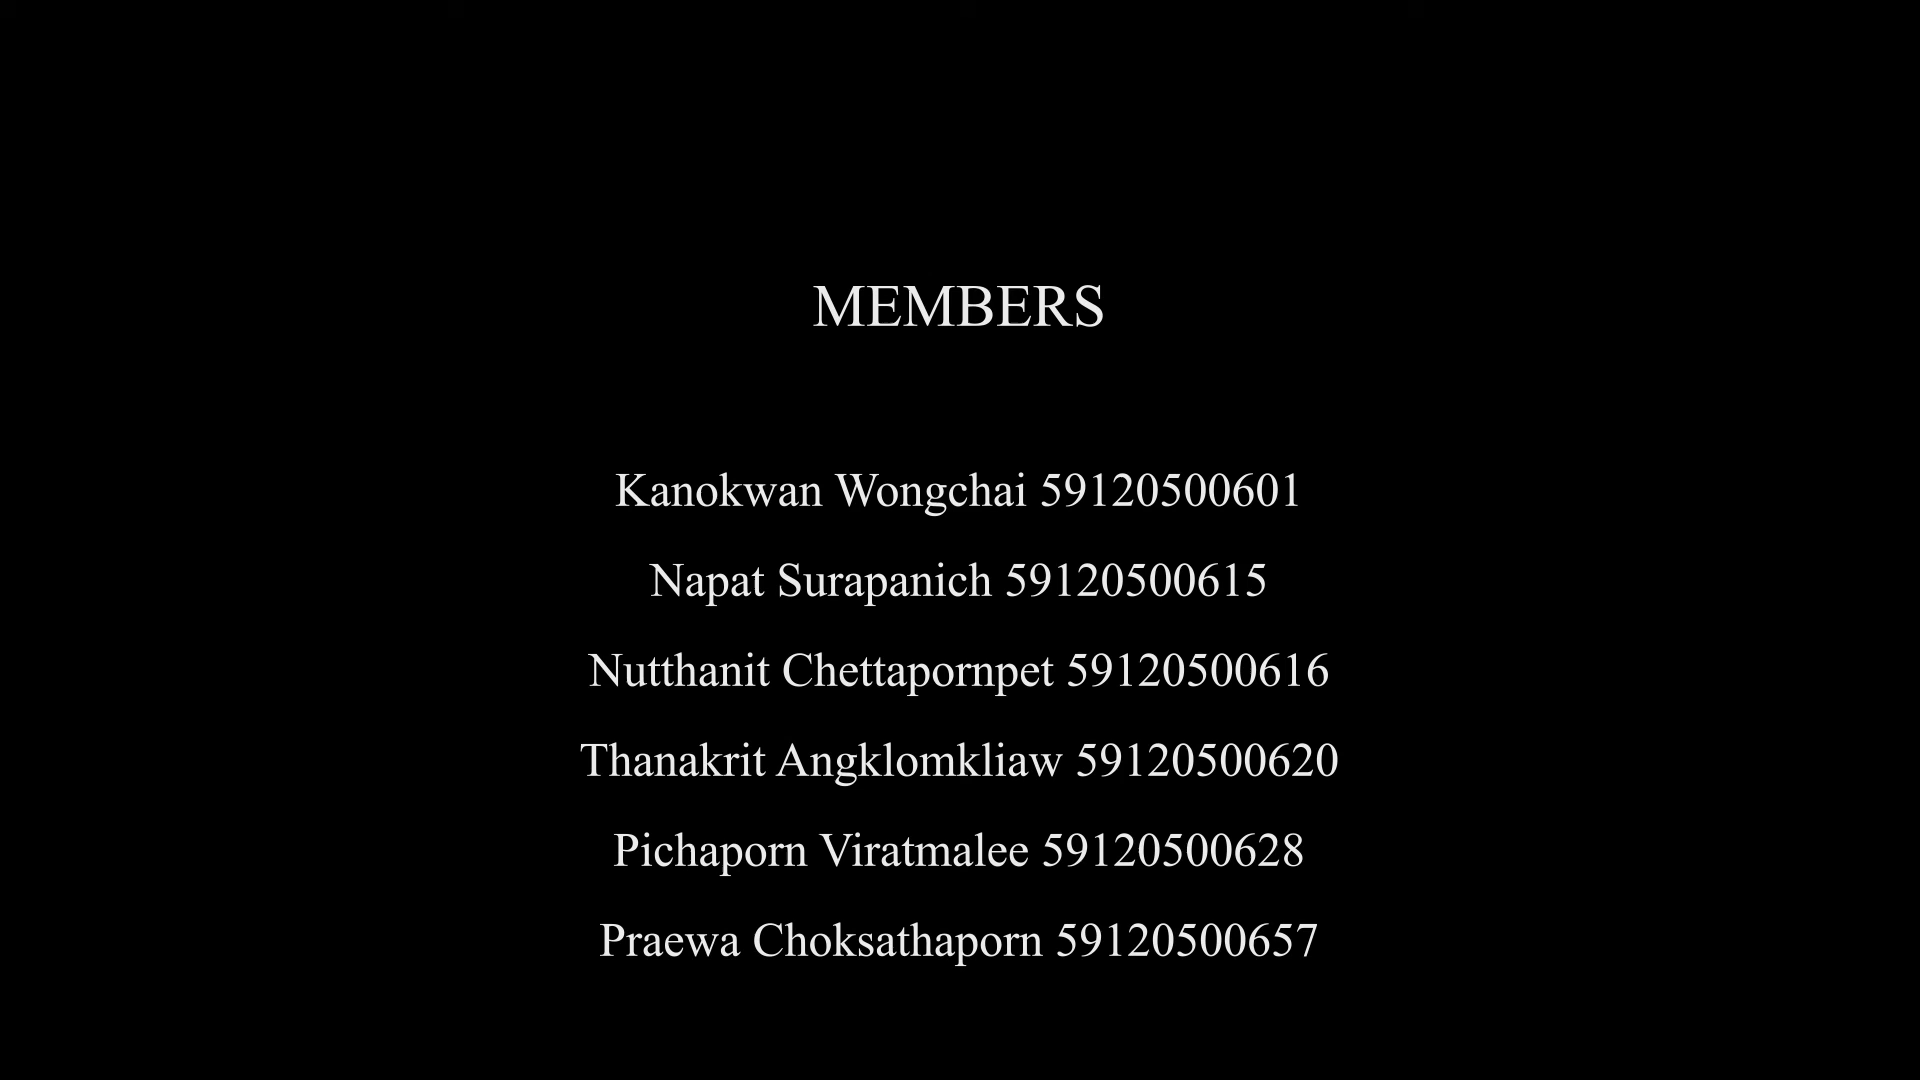 MEMBERS
Kanokwan Wongchai 59120500601
Napat Surapanich 59120500615
Nutthanit Chettapornpet 59120500616
Thanakrit Angklomkliaw 59120500620
Pichaporn Viratmalee 59120500628
Praewa Choksathaporn 59120500657